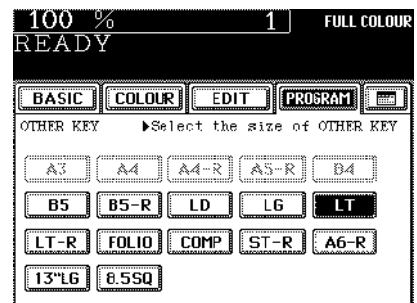 100 % 1 FULL COLOUR
READY
BASIC COLOUR EDIT PROGRAM
OTHER KEY ▶Select the size of OTHER KEY
A3 A4 A4-R A5-R B4
B5 B5-R LD LG LT
LT-R FOLIO COMP ST-R A6-R
13"LG 8.5SQ